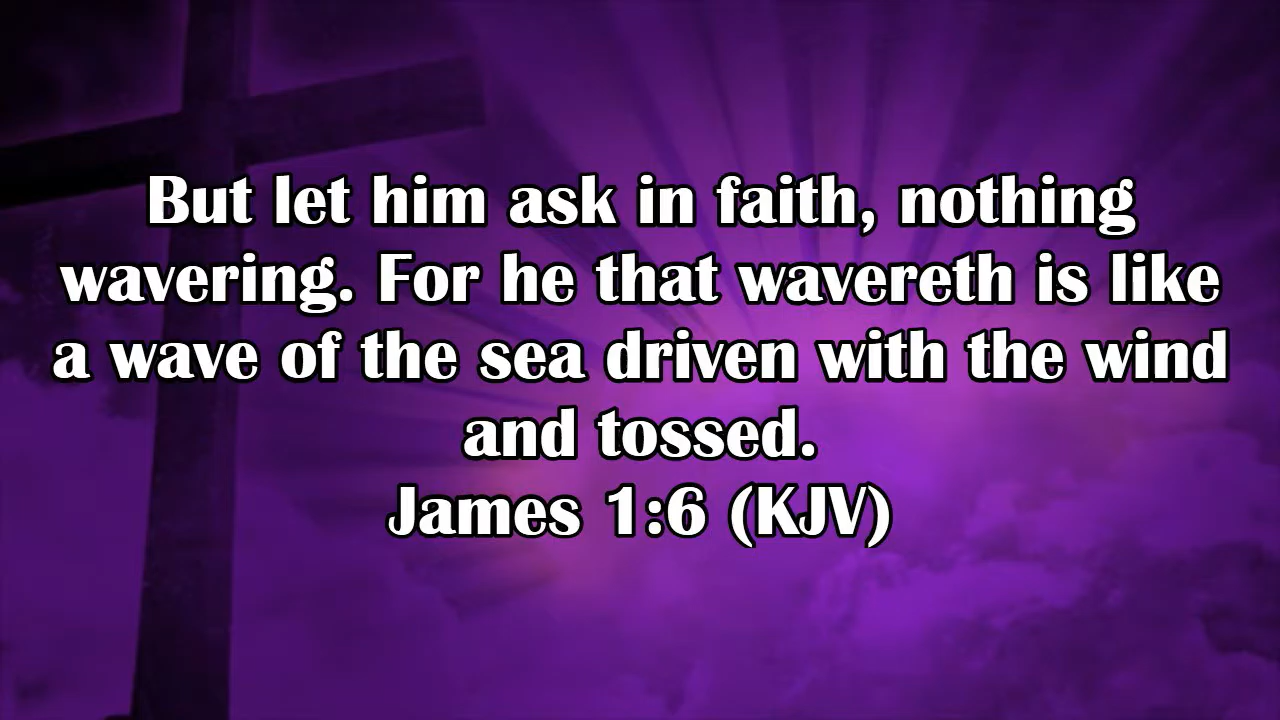 But let him ask in faith, nothing
wavering. For he that wavereth is like
a wave of the sea driven with the wind
and tossed.
James 1:6 (KJV)